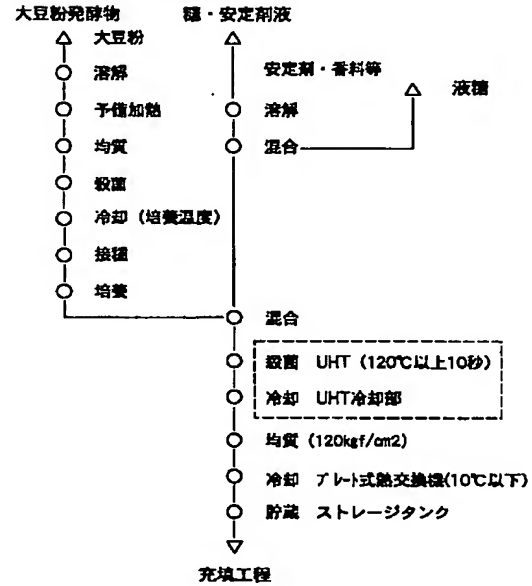 大豆粉発酵物
大豆粉
溶解
予備加熱
均質
殺菌
冷却（培養温度）
接種
培養
糖・安定剤液
安定剤・香料等
溶解
混合
液糖
混合
殺菌 UHT（120℃以上10秒）
冷却 UHT冷却部
均質（120kgf/cm2）
冷却 プレート式熱交換機(10℃以下)
貯蔵 ストレージタンク
充填工程